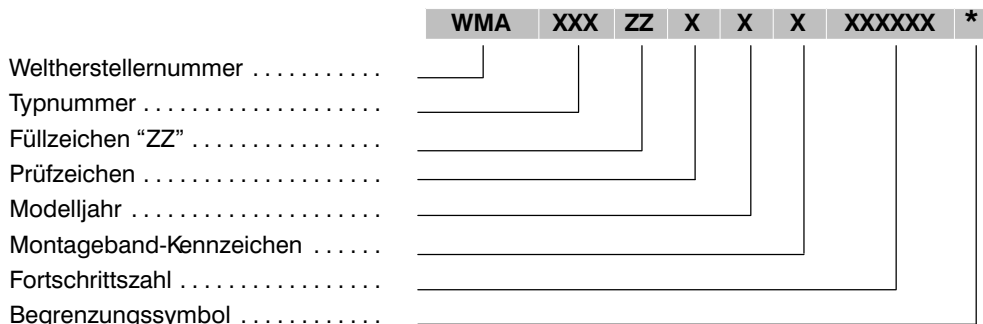 WMA XXX ZZ X X X XXXXXX *
Weltherstellernummer . . . . . . . . . . .
Typnummer . . . . . . . . . . . . . . . . . . . .
Füllzeichen “ZZ” . . . . . . . . . . . . . . . .
Prüfzeichen . . . . . . . . . . . . . . . . . . . .
Modelljahr . . . . . . . . . . . . . . . . . . . . .
Montageband-Kennzeichen . . . . . .
Fortschrittszahl . . . . . . . . . . . . . . . . .
Begrenzungssymbol . . . . . . . . . . . .